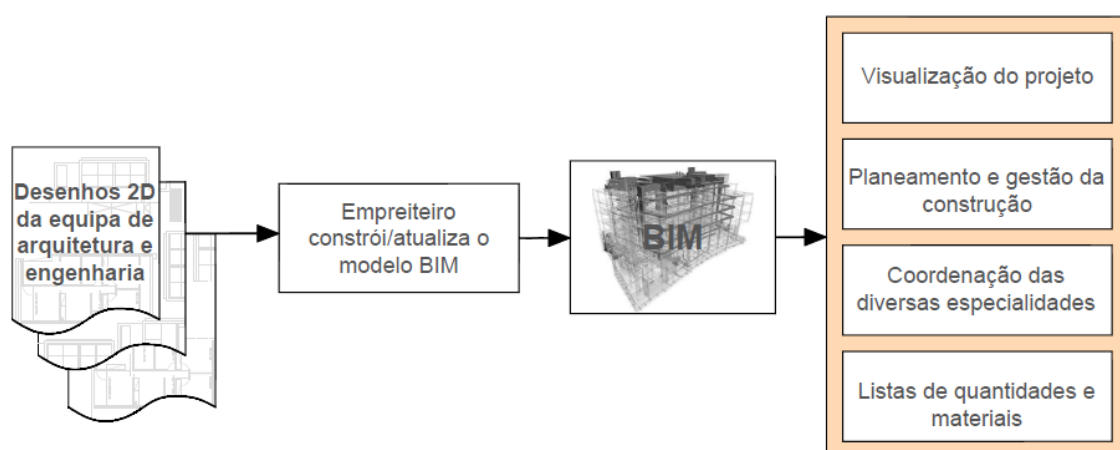 Desenhos 2D
da equipa de
arquitetura e
engenharia
Empreiteiro
constrói/atualiza o
modelo BIM
BIM
Visualização do projeto
Planeamento e gestão da
construção
Coordenação das
diversas especialidades
Listas de quantidades e
materiais